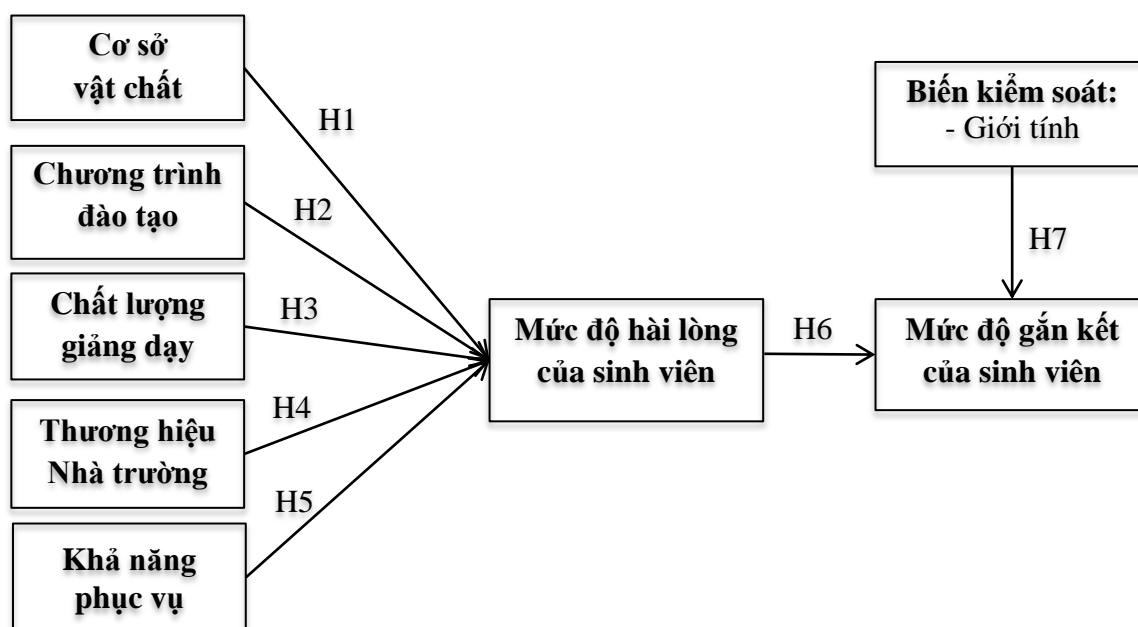 Cơ sở
vật chất
H1
Chương trình
đào tạo
H2
Chất lượng
giảng dạy
H3
Thương hiệu
Nhà trường
H4
Khả năng
phục vụ
H5
Mức độ hài lòng
của sinh viên
H6
Biến kiểm soát:
- Giới tính
H7
Mức độ gắn kết
của sinh viên